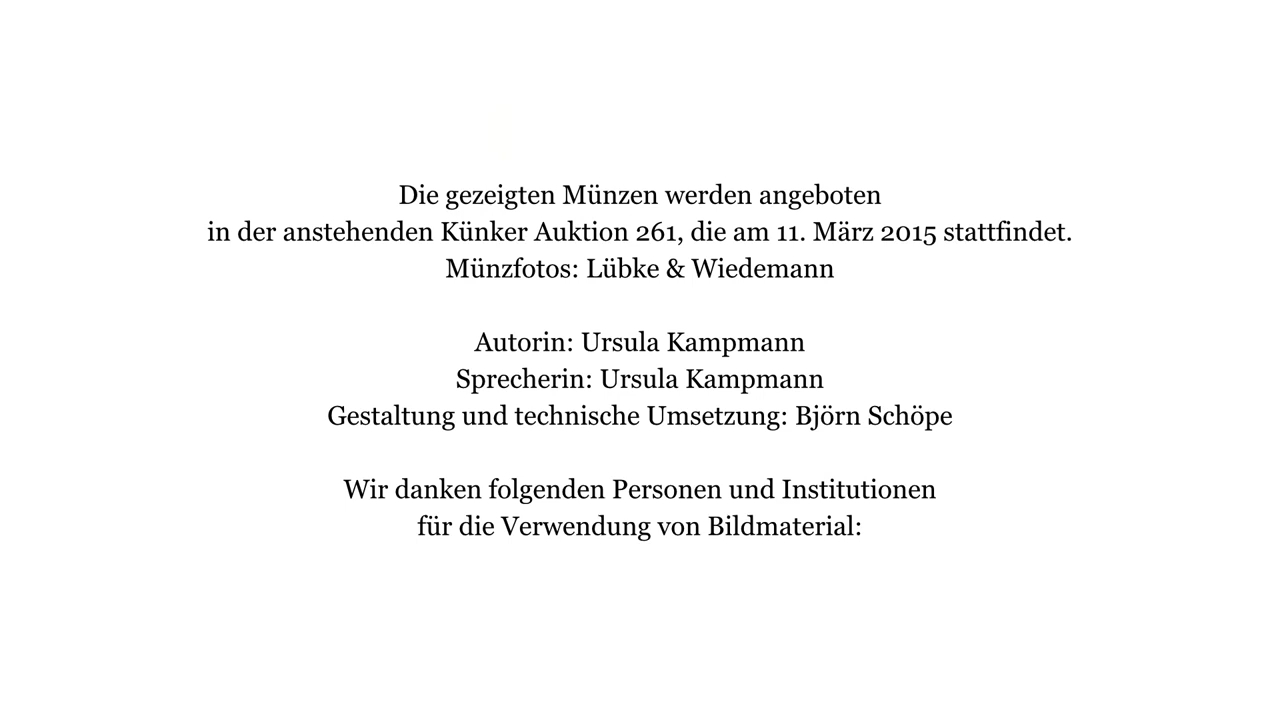 Die gezeigten Münzen werden angeboten
in der anstehenden Künker Auktion 261, die am 11. März 2015 stattfindet.
Münzfotos: Lübke & Wiedemann
Autorin: Ursula Kampmann
Sprecherin: Ursula Kampmann
Gestaltung und technische Umsetzung: Björn Schöpe
Wir danken folgenden Personen und Institutionen
für die Verwendung von Bildmaterial: